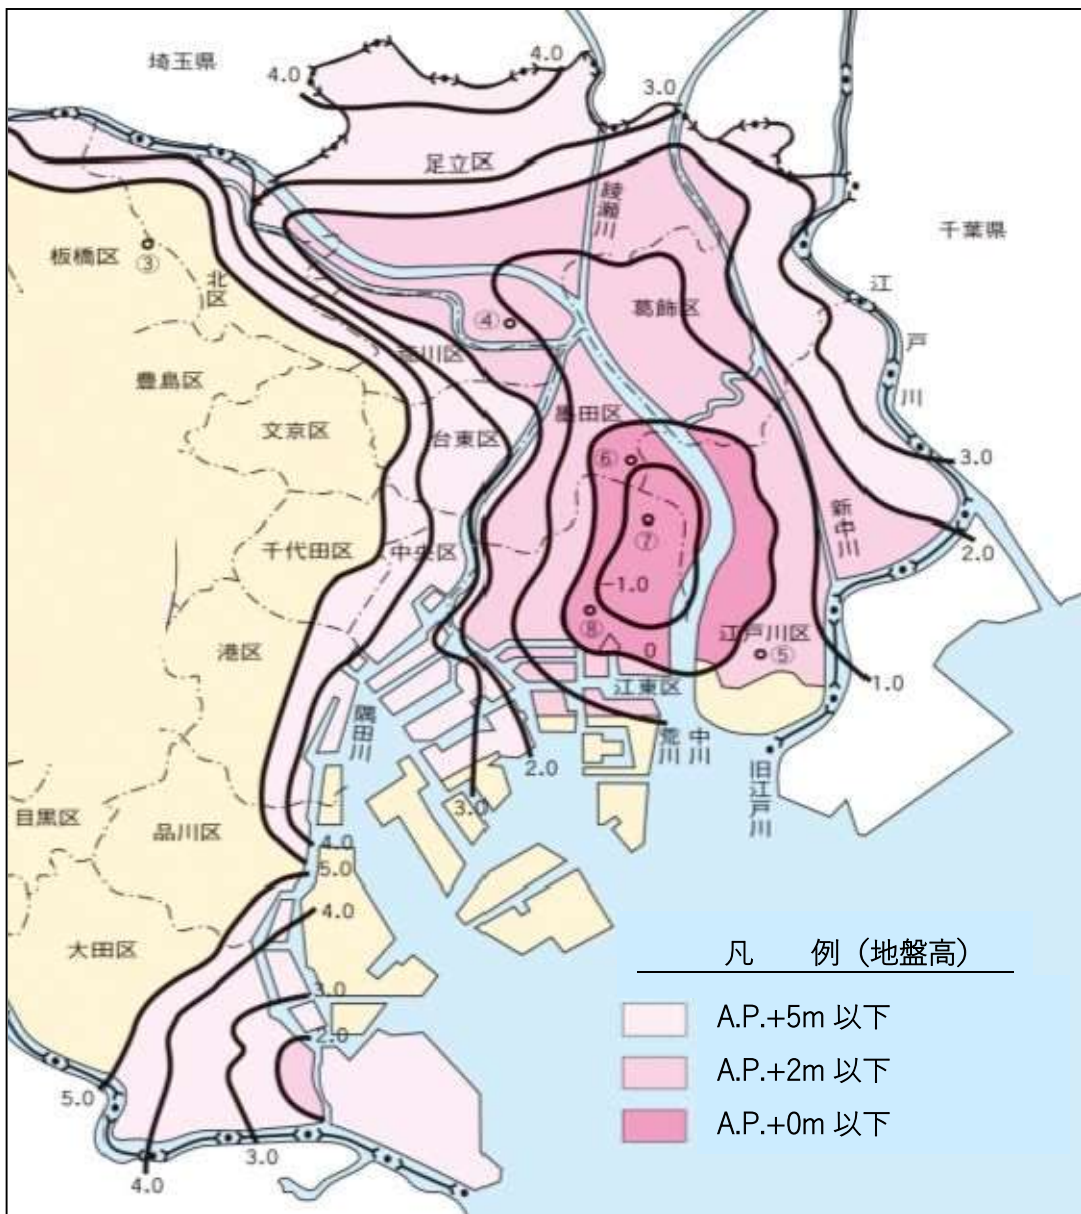 埼玉県
4.0
4.0
3.0
足立区
綾瀬川
千葉県
板橋区
③
北区
江戸川
葛飾区
④
荒川区
豊島区
文京区
台東区
墨田区
⑥
3.0
新中川
千代田区
中央区
⑦
2.0
-1.0
⑧
江戸川区
⑤
港区
0
江東区
1.0
隅田川
荒川
中川
旧江戸川
2.0
3.0
目黒区
品川区
4.0
5.0
4.0
大田区
3.0
2.0
5.0
3.0
4.0
凡　例（地盤高）
A.P.+5m 以下
A.P.+2m 以下
A.P.+0m 以下